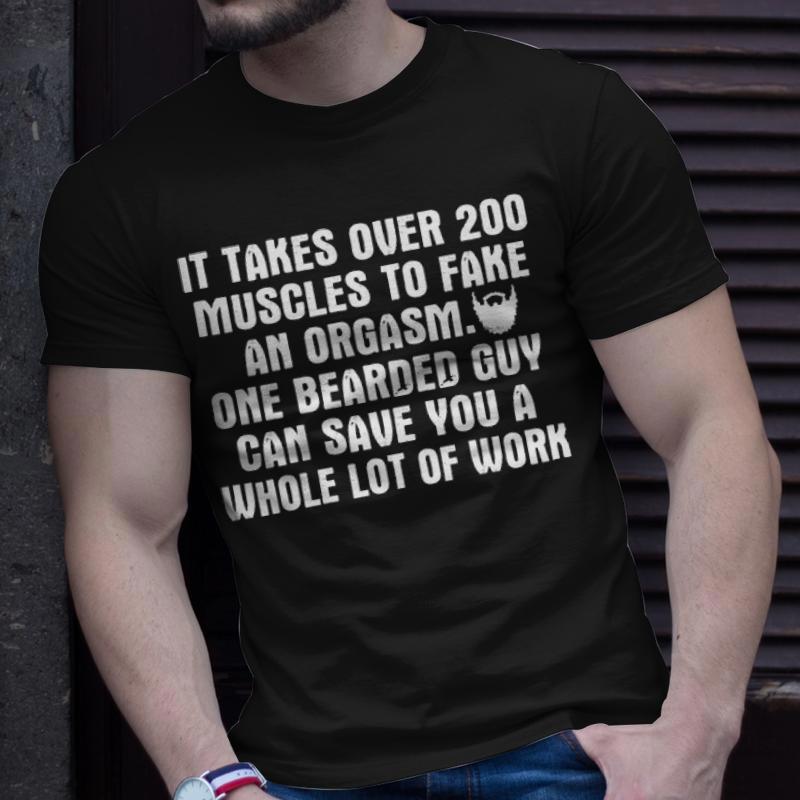 IT TAKES OVER 200
MUSCLES TO FAKE
AN ORGASM.
ONE BEARDED GUY
CAN SAVE YOU A
WHOLE LOT OF WORK